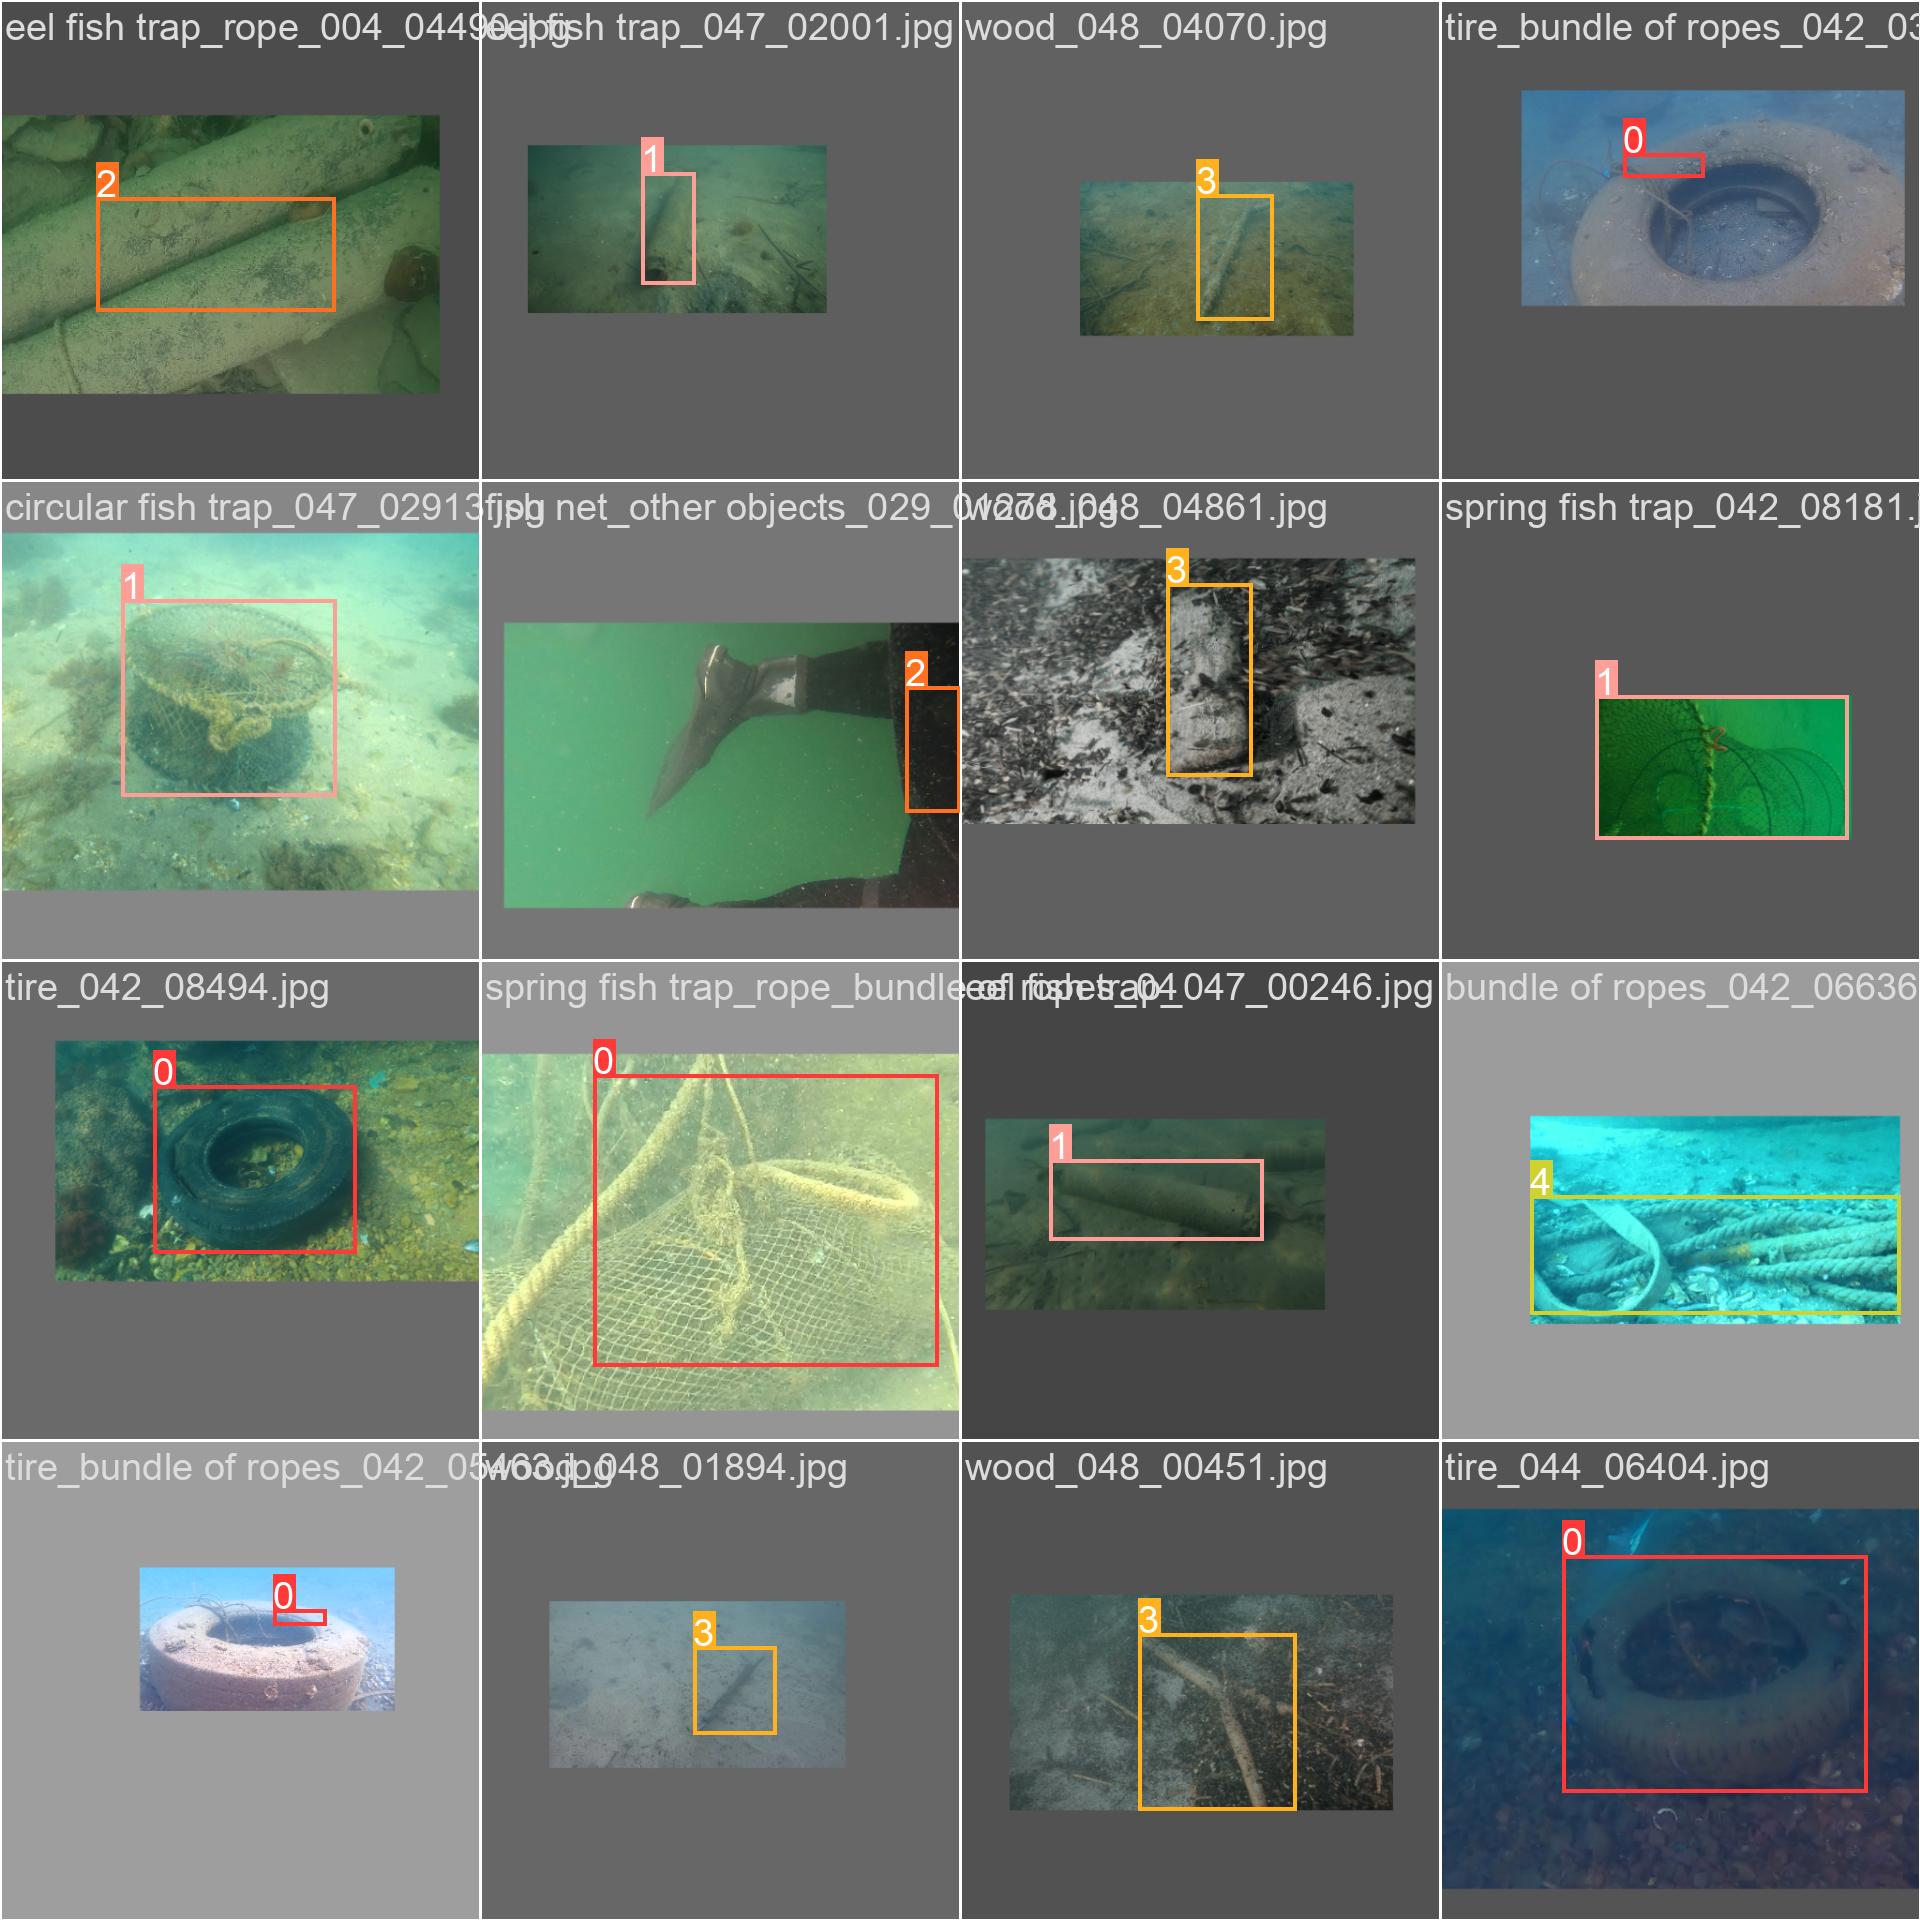 eel fish trap_rope_004_04490.jpg
eel fish trap_047_02001.jpg
wood_048_04070.jpg
tire_bundle of ropes_042_03
2
1
3
0
circular fish trap_047_02913.jpg
fish net_other objects_029_01278.jpg
wood_048_04861.jpg
spring fish trap_042_08181.j
1
2
3
1
tire_042_08494.jpg
spring fish trap_rope_bundle of ropes_04
eel fish trap_047_00246.jpg
bundle of ropes_042_06636
0
0
1
4
tire_bundle of ropes_042_05463.jpg
wood_048_01894.jpg
wood_048_00451.jpg
tire_044_06404.jpg
0
3
3
0